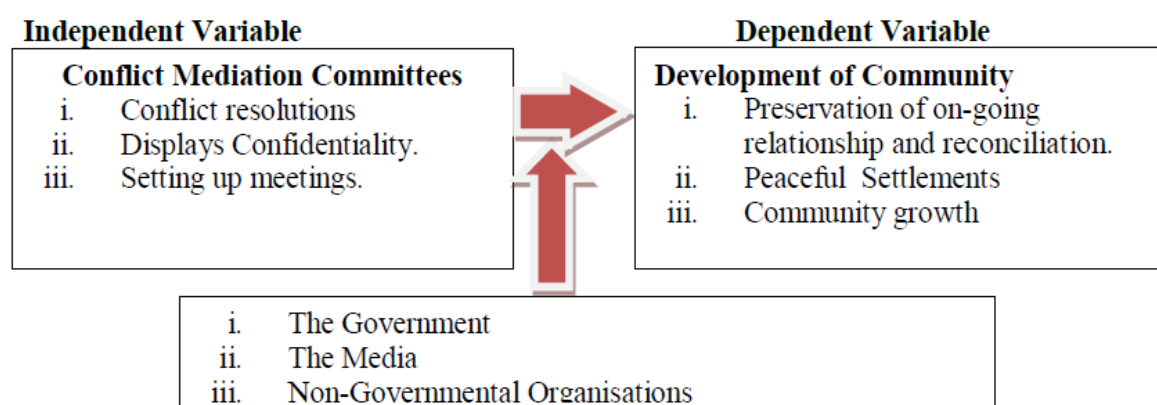 Independent Variable
Conflict Mediation Committees
i. Conflict resolutions
ii. Displays Confidentiality.
iii. Setting up meetings.
Dependent Variable
Development of Community
i. Preservation of on-going
relationship and reconciliation.
ii. Peaceful Settlements
iii. Community growth
i. The Government
ii. The Media
iii. Non-Governmental Organisations